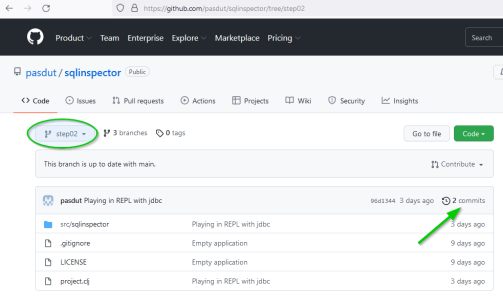 https://github.com/pasdut/sqlinspector/tree/step02
Product Team Enterprise Explore Marketplace Pricing Search
pasdut / sqlinspector Public
Code Issues Pull requests Actions Projects Wiki Security Insights
step02 3 branches 0 tags Go to file Code
This branch is up to date with main. Contribute
pasdut Playing in REPL with jdbc 96d1344 3 days ago 2 commits
src/sqlinspector Playing in REPL with jdbc 3 days ago
.gitignore Empty application 9 days ago
LICENSE Empty application 9 days ago
project.clj Playing in REPL with jdbc 3 days ago